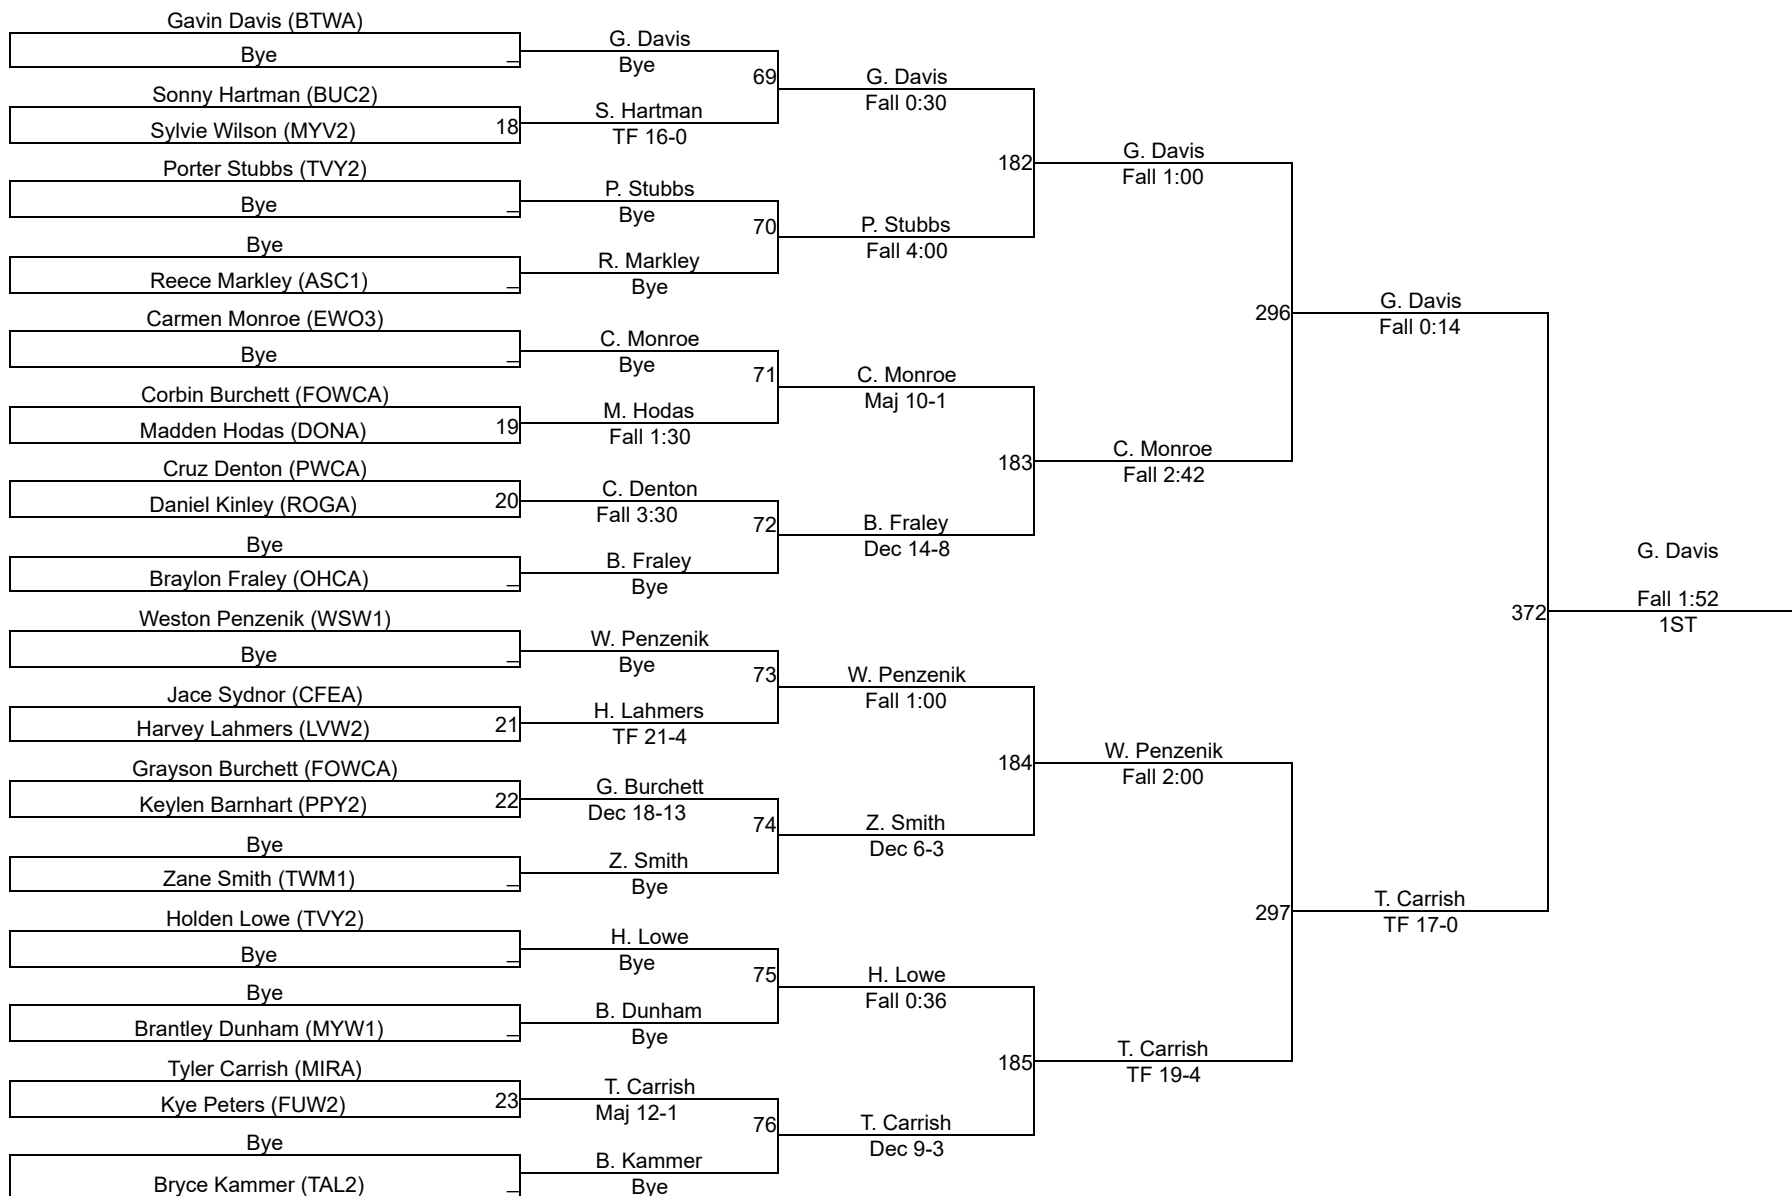 Gavin Davis (BTWA)
Bye
Sonny Hartman (BUC2)
Sylvie Wilson (MYV2)
18
Porter Stubbs (TVY2)
Bye
Bye
Reece Markley (ASC1)
Carmen Monroe (EWO3)
Bye
Corbin Burchett (FOWCA)
Madden Hodas (DONA)
19
Cruz Denton (PWCA)
Daniel Kinley (ROGA)
20
Bye
Braylon Fraley (OHCA)
Weston Penzenik (WSW1)
Bye
Jace Sydnor (CFEA)
Harvey Lahmers (LVW2)
21
Grayson Burchett (FOWCA)
Keylen Barnhart (PPY2)
22
Bye
Zane Smith (TWM1)
Holden Lowe (TVY2)
Bye
Bye
Brantley Dunham (MYW1)
Tyler Carrish (MIRA)
Kye Peters (FUW2)
23
Bye
Bryce Kammer (TAL2)
G. Davis
Bye
69
S. Hartman
TF 16-0
P. Stubbs
Bye
70
R. Markley
Bye
C. Monroe
Bye
71
M. Hodas
Fall 1:30
C. Denton
Fall 3:30
72
B. Fraley
Bye
W. Penzenik
Bye
73
H. Lahmers
TF 21-4
G. Burchett
Dec 18-13
74
Z. Smith
Bye
H. Lowe
Bye
75
B. Dunham
Bye
T. Carrish
Maj 12-1
76
B. Kammer
Bye
G. Davis
Fall 0:30
182
P. Stubbs
Fall 4:00
C. Monroe
Maj 10-1
183
B. Fraley
Dec 14-8
W. Penzenik
Fall 1:00
184
Z. Smith
Dec 6-3
H. Lowe
Fall 0:36
185
T. Carrish
Dec 9-3
G. Davis
Fall 1:00
296
C. Monroe
Fall 2:42
W. Penzenik
Fall 2:00
297
T. Carrish
TF 19-4
G. Davis
Fall 0:14
372
T. Carrish
TF 17-0
G. Davis
Fall 1:52
1ST